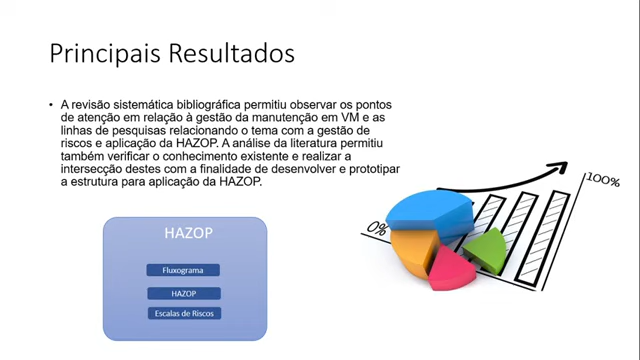 Principais Resultados
• A revisão sistemática bibliográfica permitiu observar os pontos
de atenção em relação à gestão da manutenção em VM e as
linhas de pesquisas relacionando o tema com a gestão de
riscos e aplicação da HAZOP. A análise da literatura permitiu
também verificar o conhecimento existente e realizar a
intersecção destes com a finalidade de desenvolver e prototipar
a estrutura para aplicação da HAZOP.
HAZOP
Fluxograma
HAZOP
Escalas de Riscos
0%
100%